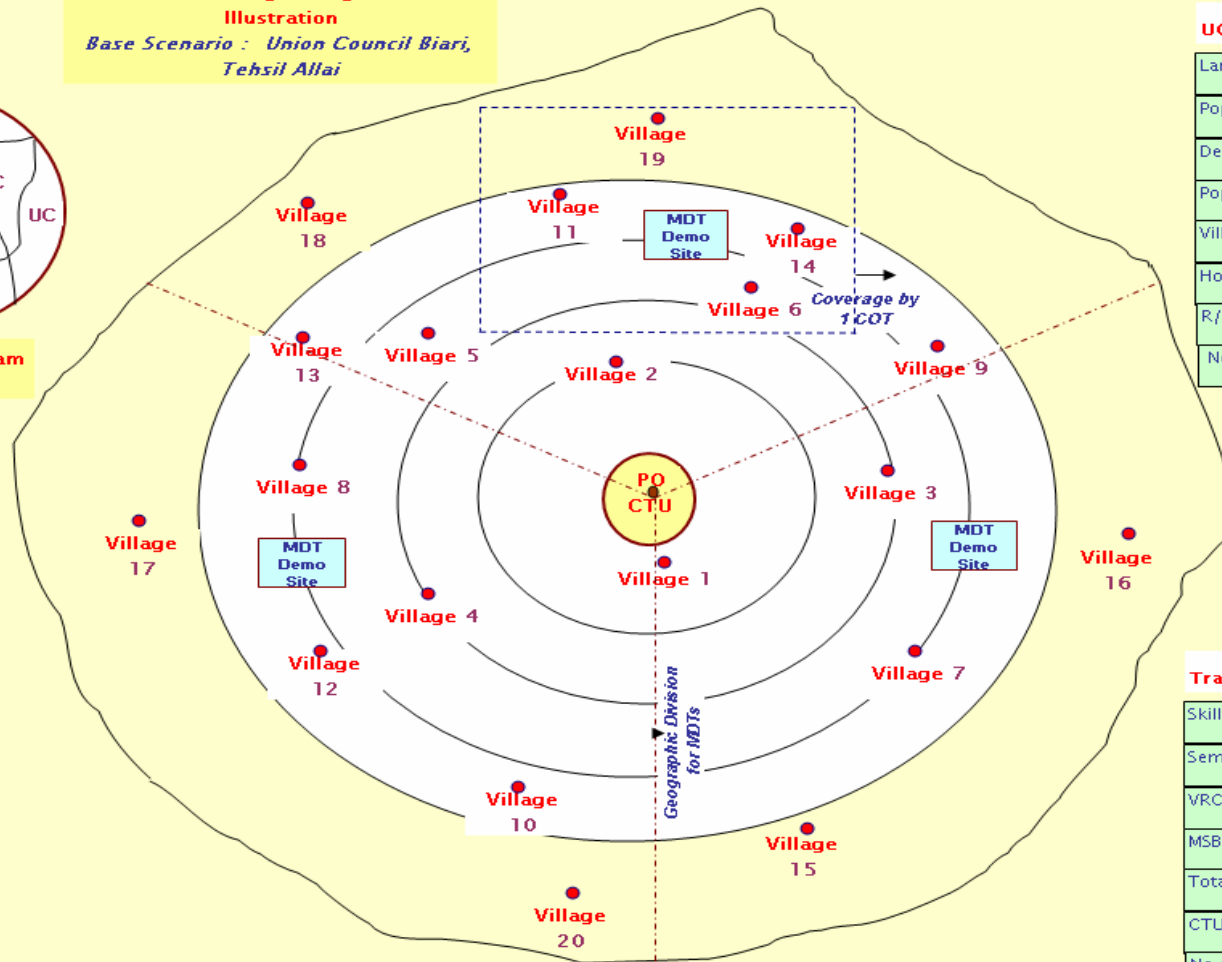 Illustration
Base Scenario : Union Council Biari,
Tehsil Allai
UC
Village
19
Village
11
MDT
Demo
Site
Village
14
Village
18
Village 6
Coverage by
1 COT
Village
13
Village 5
Village 2
Village 9
PO
CTU
Village 8
Village 3
Village
17
MDT
Demo
Site
MDT
Demo
Site
Village
16
Village 1
Village 4
Village
12
Village 7
Geographic Division
for MDTs
Village
10
Village
15
Village
20
VRC
MSB
CTU